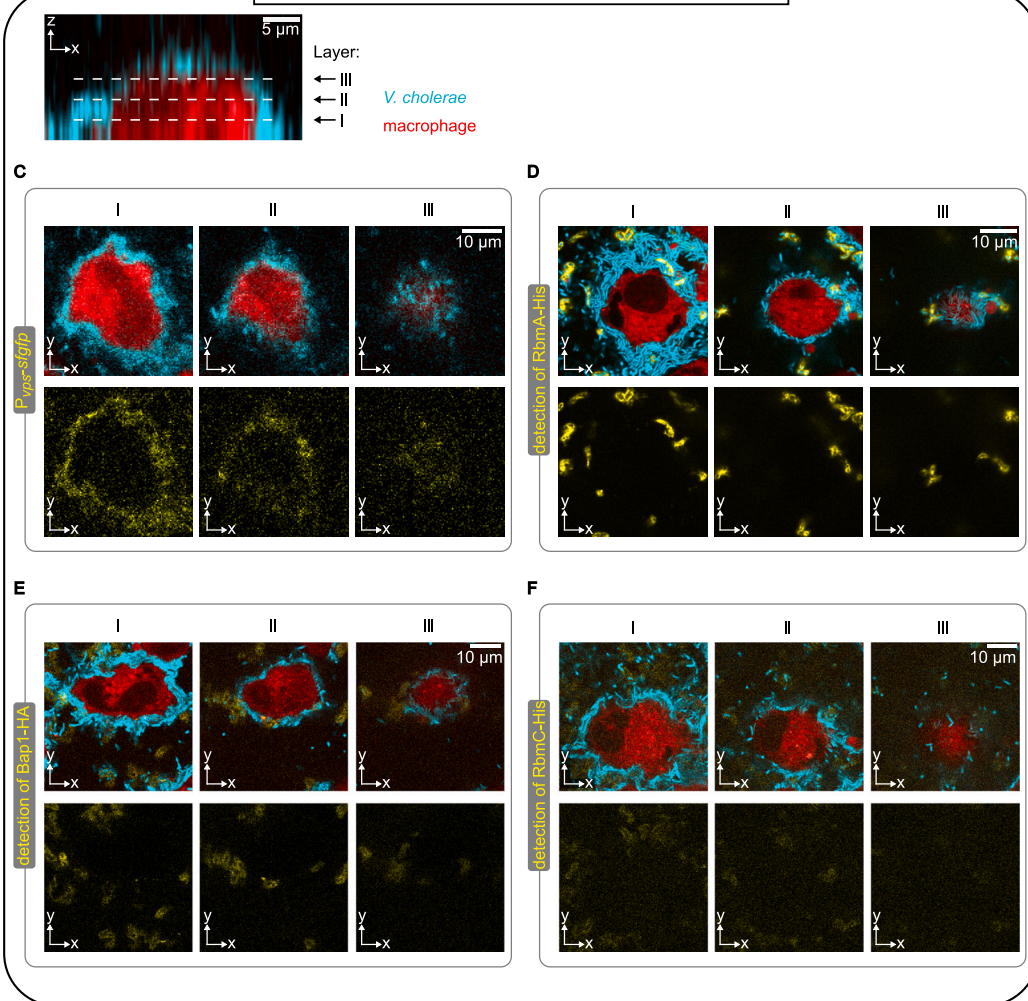 z
x
5 µm
Layer:
III
II
I
V. cholerae
macrophage
C
I
II
III
10 µm
P vps-sfgfp
y
x
y
x
y
x
y
x
y
x
y
x
D
I
II
III
10 µm
detection of RbmA-His
y
x
y
x
y
x
y
x
y
x
y
x
E
I
II
III
10 µm
detection of Bap1-HA
y
x
y
x
y
x
y
x
y
x
y
x
F
I
II
III
10 µm
detection of RbmC-His
y
x
y
x
y
x
y
x
y
x
y
x